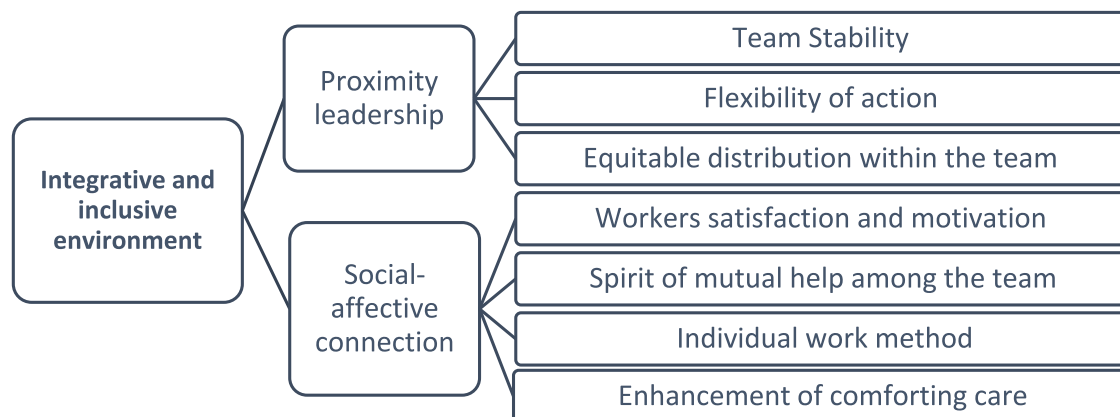 Integrative and
inclusive
environment
Proximity
leadership
Team Stability
Flexibility of action
Equitable distribution within the team
Social-
affective
connection
Workers satisfaction and motivation
Spirit of mutual help among the team
Individual work method
Enhancement of comforting care